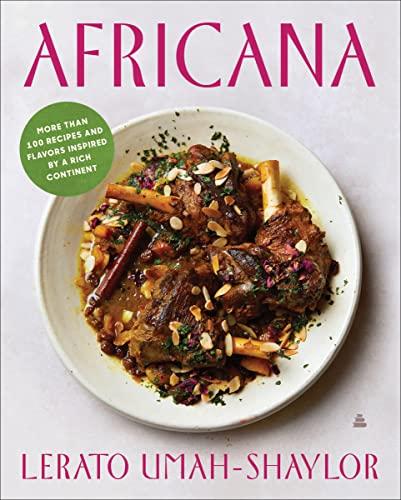 AFRICANA
MORE THAN
100 RECIPES AND
FLAVORS INSPIRED
BY A RICH
CONTINENT
LERATO UMAH-SHAYLOR